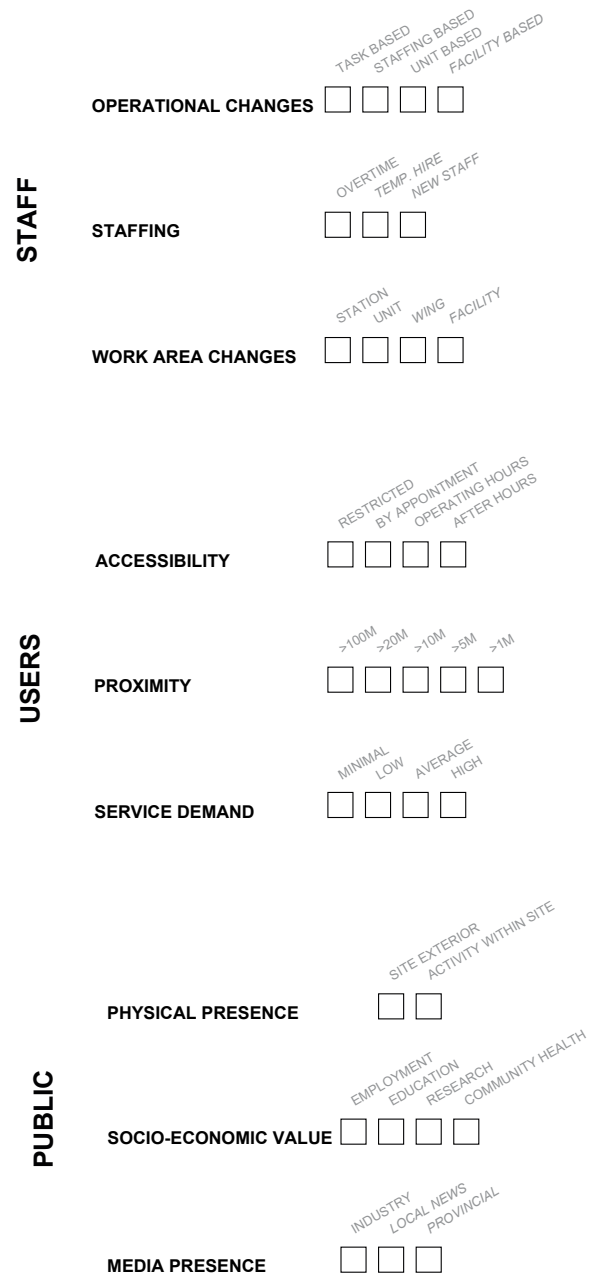 STAFF
TASK BASED
STAFFING BASED
UNIT BASED
FACILITY BASED
OPERATIONAL CHANGES
OVERTIME
TEMP. HIRE
NEW STAFF
STAFFING
STATION
UNIT
WING
FACILITY
WORK AREA CHANGES
USERS
RESTRICTED
BY APPOINTMENT
OPERATING HOURS
AFTER HOURS
ACCESSIBILITY
>100M
>20M
>10M
>5M
>1M
PROXIMITY
MINIMAL
LOW
AVERAGE
HIGH
SERVICE DEMAND
PUBLIC
SITE EXTERIOR
ACTIVITY WITHIN SITE
PHYSICAL PRESENCE
EMPLOYMENT
EDUCATION
RESEARCH
COMMUNITY HEALTH
SOCIO-ECONOMIC VALUE
INDUSTRY
LOCAL NEWS
PROVINCIAL
MEDIA PRESENCE